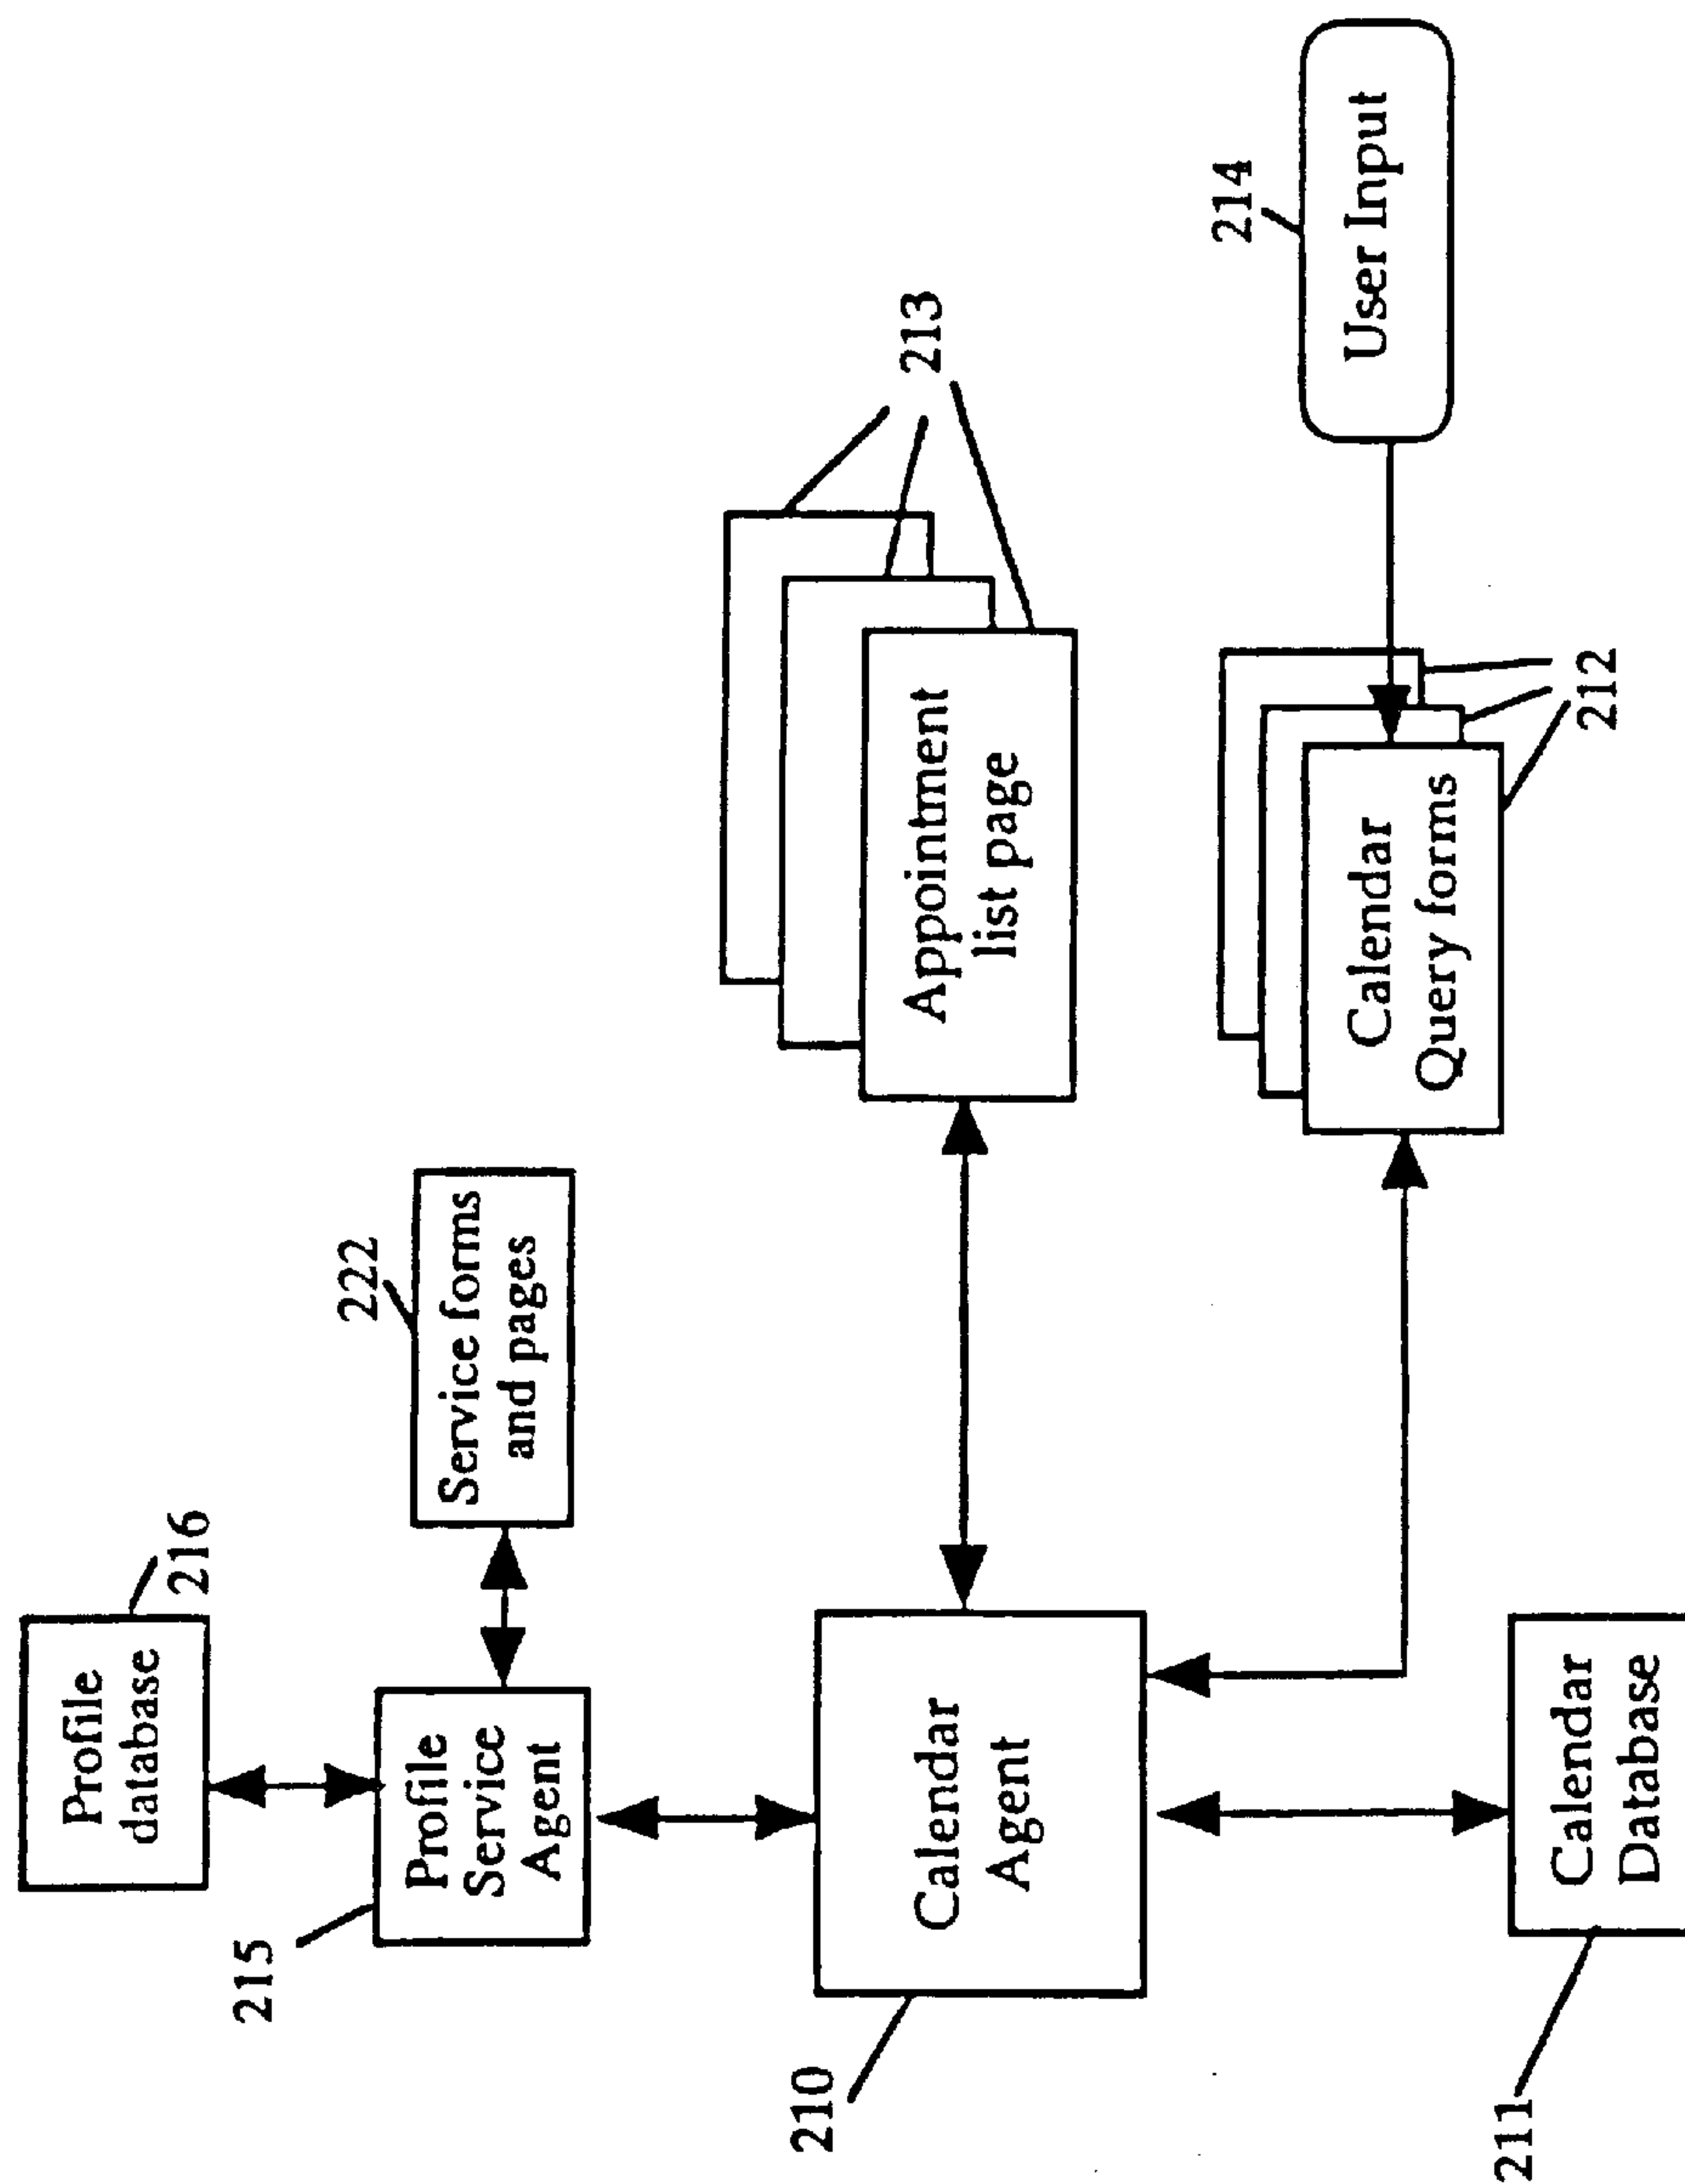 Profile
database
216
215
222
Profile
Service
Agent
Service forms
and pages
210
213
Calendar
Agent
Appointment
list page
214
User Input
Calendar
Query forms
212
211
Calendar
Database